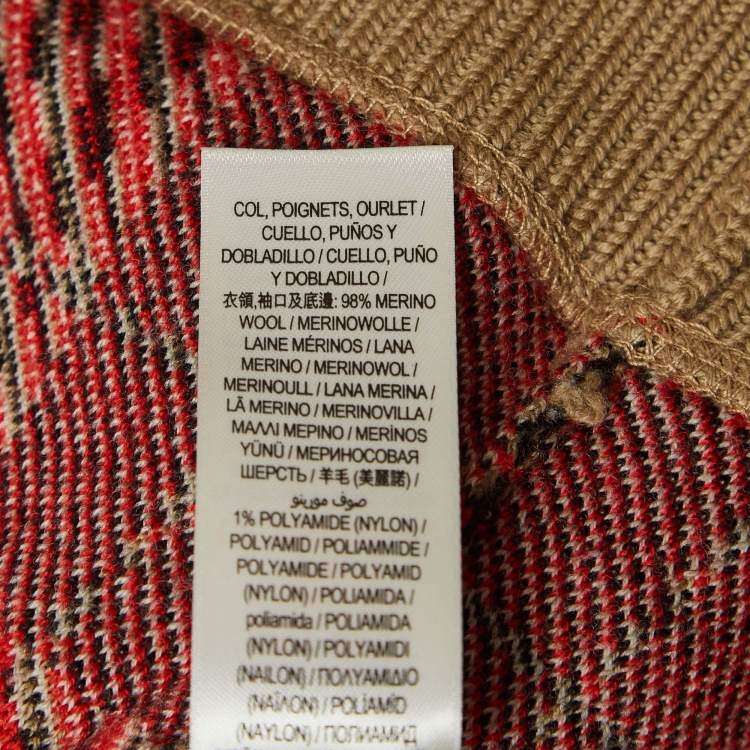 COL, POIGNETS, OURLET /
CUELLO, PUÑOS Y
DOBLADILLO / CUELLO, PUÑO
Y DOBLADILLO /
衣領,袖口及底邊: 98% MERINO
WOOL / MERINOWOLLE /
LAINE MÉRINOS / LANA
MERINO / MERINOWOL /
MERINOULL / LANA MERINA /
LÃ MERINO / MERINOVILLA /
ΜΑΛΛΙ ΜΕΡΙΝΟ / MERİNOS
YÜNÜ / МЕРИНОСОВАЯ
ШЕРСТЬ / 羊毛 (美麗諾) /
صوف مورينو
1% POLYAMIDE (NYLON) /
POLYAMID / POLIAMMIDE /
POLYAMIDE / POLYAMID
(NYLON) / POLIAMIDA /
poliamida / POLIAMIDA
(NYLON) / POLYAMIDI
(NAILON) / ΠΟΛΥΑΜΙΔΙΟ
(ΝΑΪΛΟΝ) / POLİAMİD
(NAYLON) / ПОЛИАМИД